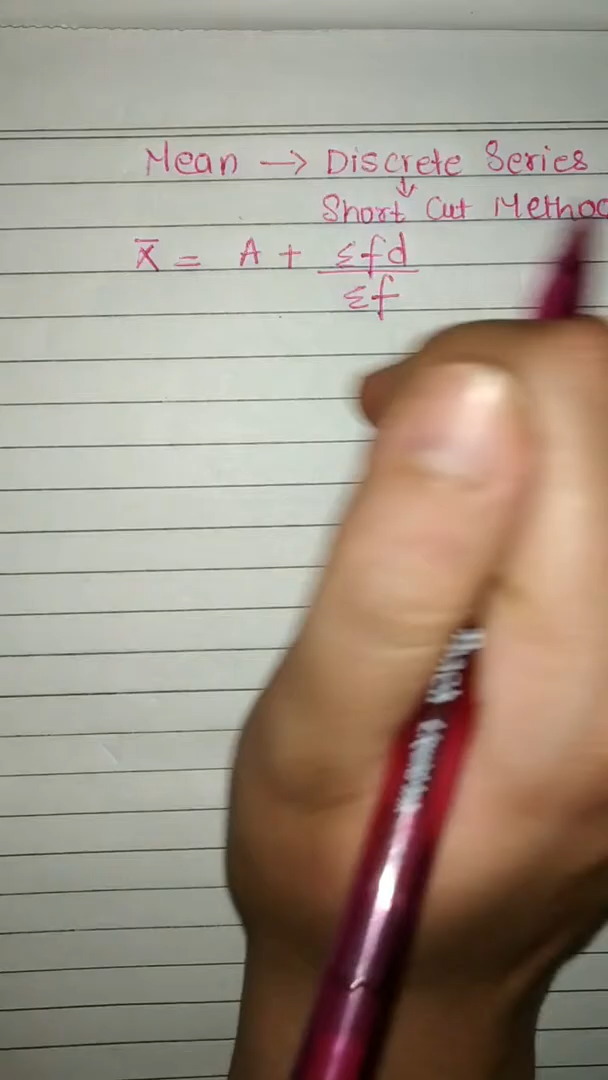 Mean → Discrete Series
↓
Short Cut Method
x̄ = A + Σfd
Σf